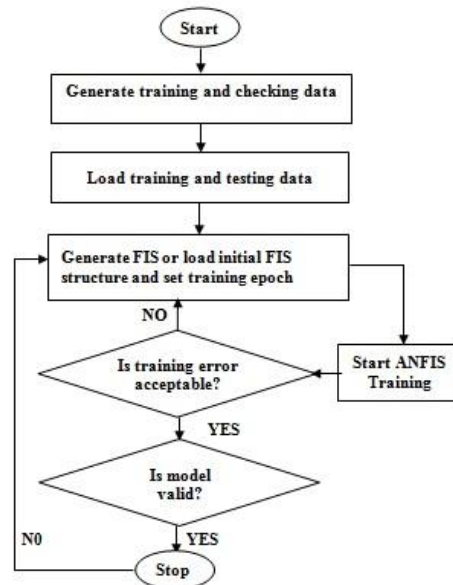 Start
Generate training and checking data
Load training and testing data
Generate FIS or load initial FIS
structure and set training epoch
NO
Is training error
acceptable?
Start ANFIS
Training
YES
Is model
valid?
N0
YES
Stop